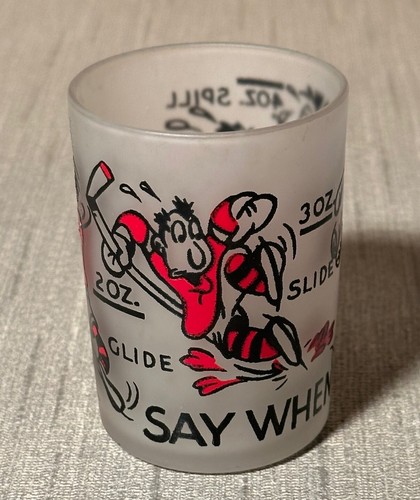 4OZ. SPILL
3OZ.
SLIDE
2OZ.
GLIDE
SAY WHEN